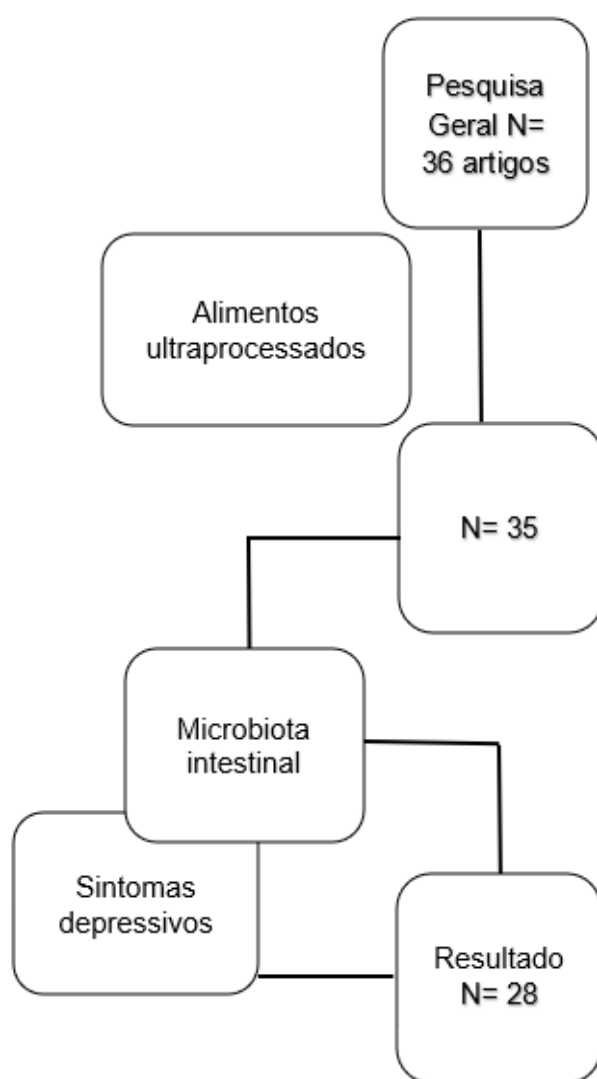 Pesquisa
Geral N=
36 artigos
Alimentos
ultraprocessados
N= 35
Microbiota
intestinal
Sintomas
depressivos
Resultado
N= 28